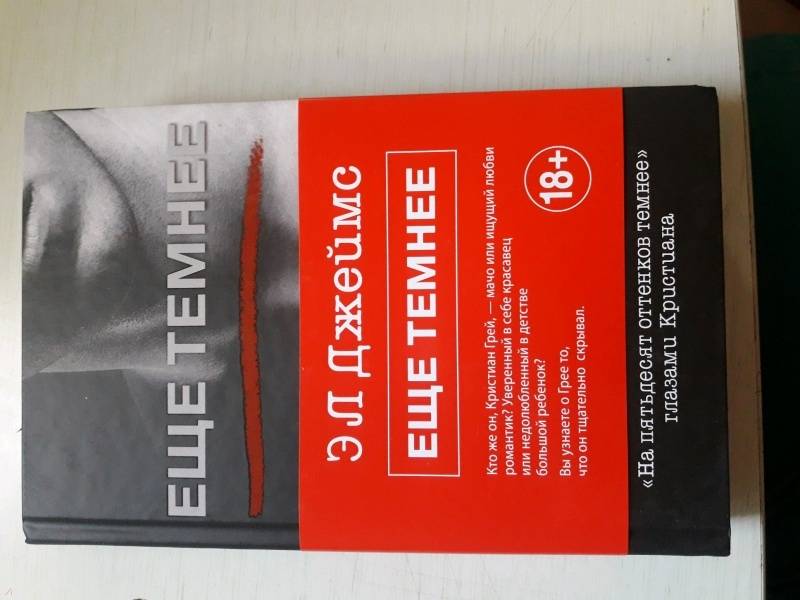 ЕЩЕ ТЕМНЕЕ
Э Л Джеймс
ЕЩЕ ТЕМНЕЕ
Кто же он, Кристиан Грей, — мачо или ищущий любви
романтик? Уверенный в себе красавец
или недолюбленный в детстве
большой ребенок?
Вы узнаете о Грее то,
что он тщательно скрывал.
18+
«На пятьдесят оттенков темнее»
глазами Кристиана